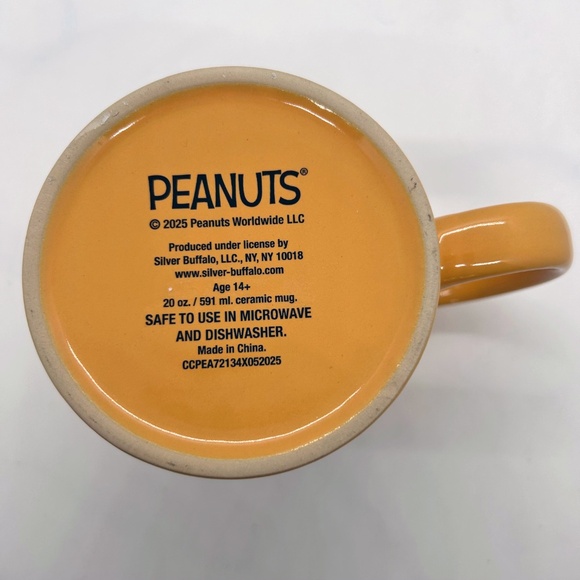 PEANUTS®
© 2025 Peanuts Worldwide LLC
Produced under license by
Silver Buffalo, LLC., NY, NY 10018
www.silver-buffalo.com
Age 14+
20 oz. / 591 ml. ceramic mug.
SAFE TO USE IN MICROWAVE
AND DISHWASHER.
Made in China.
CCPEA72134X052025